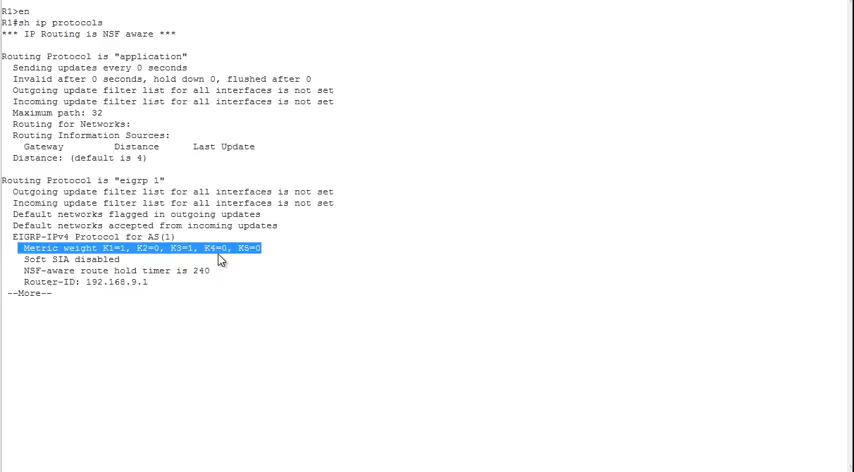 R1>en
R1#sh ip protocols
*** IP Routing is NSF aware ***
Routing Protocol is "application"
Sending updates every 0 seconds
Invalid after 0 seconds, hold down 0, flushed after 0
Outgoing update filter list for all interfaces is not set
Incoming update filter list for all interfaces is not set
Maximum path: 32
Routing for Networks:
Routing Information Sources:
Gateway Distance Last Update
Distance: (default is 4)
Routing Protocol is "eigrp 1"
Outgoing update filter list for all interfaces is not set
Incoming update filter list for all interfaces is not set
Default networks flagged in outgoing updates
Default networks accepted from incoming updates
EIGRP-IPv4 Protocol for AS(1)
Metric weight K1=1, K2=0, K3=1, K4=0, K5=0
Soft SIA disabled
NSF-aware route hold timer is 240
Router-ID: 192.168.9.1
--More--